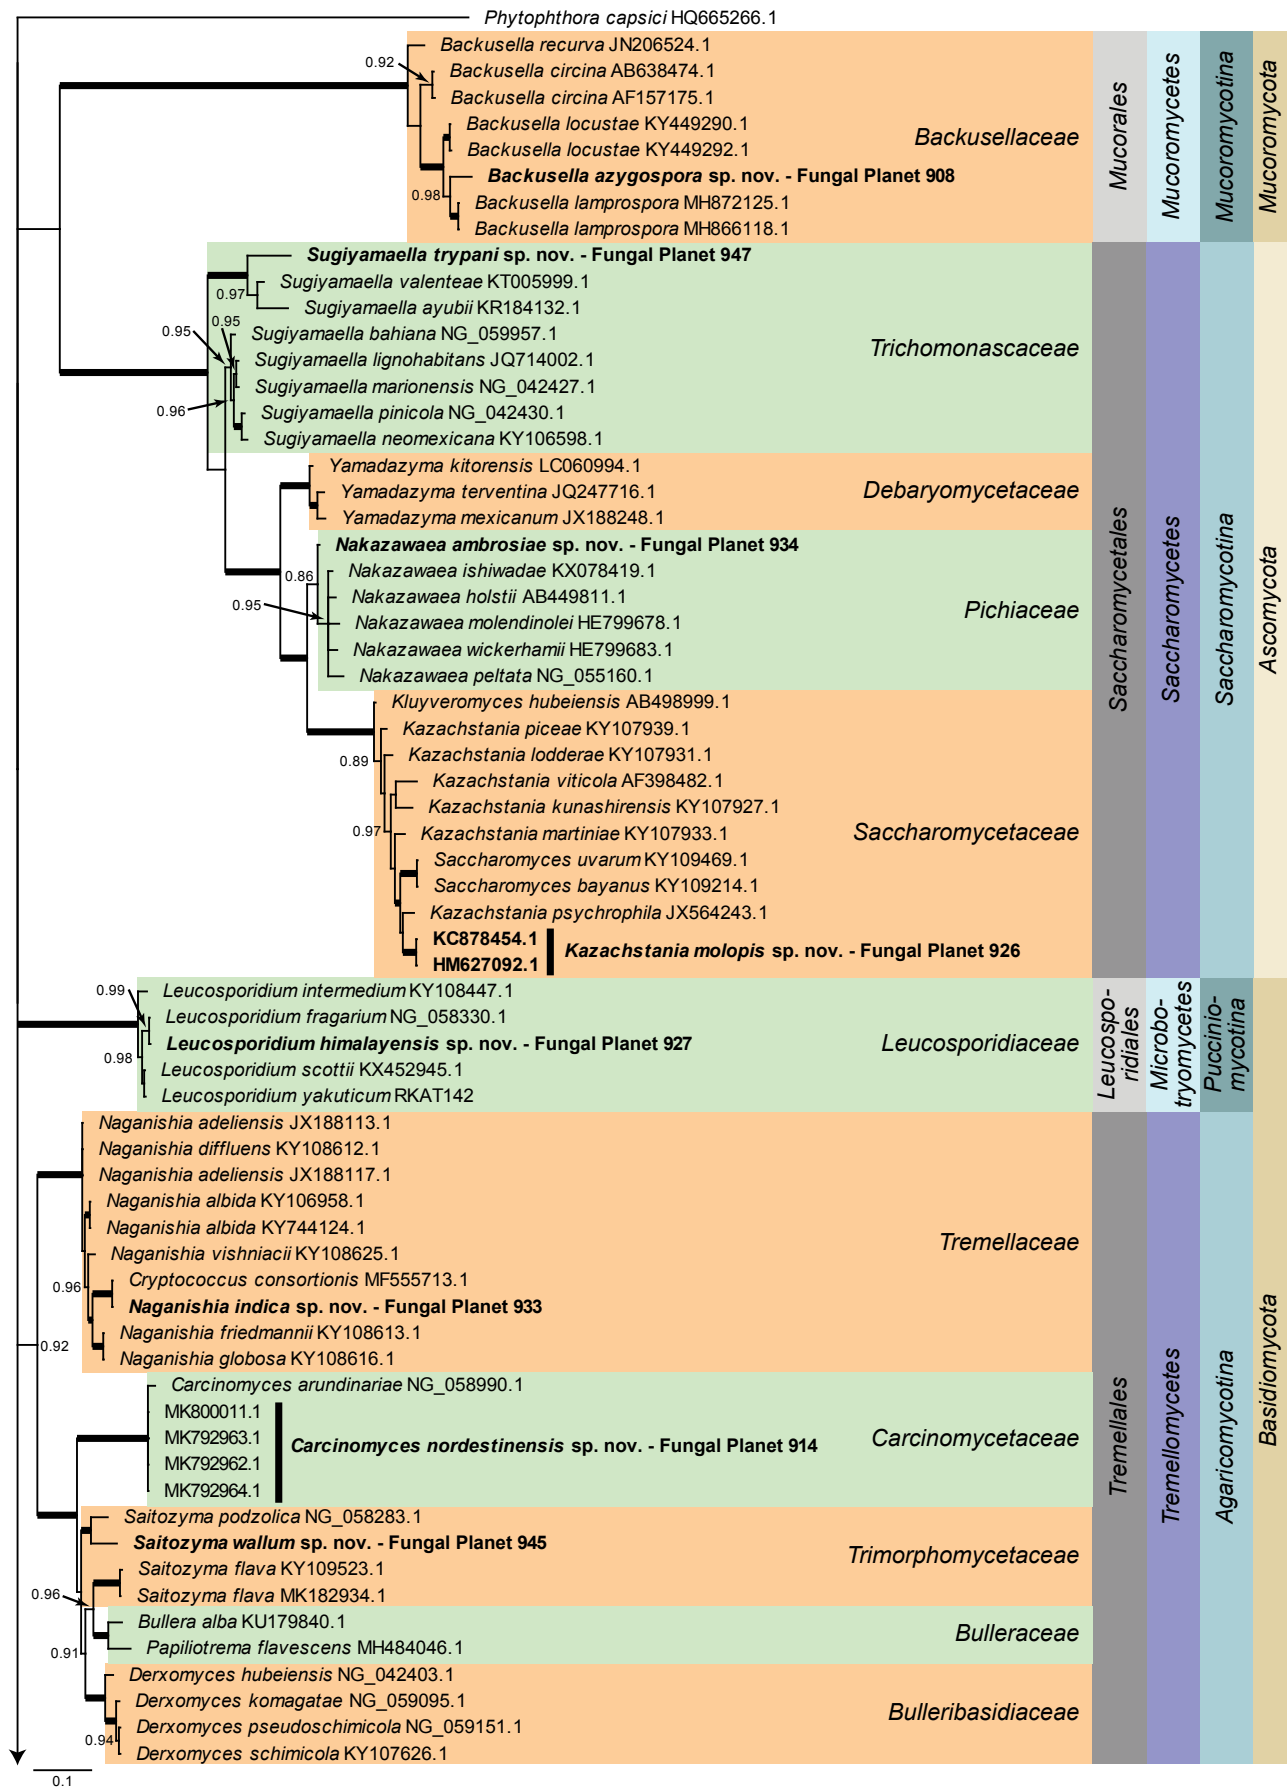 Phytophthora capsici HQ665266.1
Backusella recurva JN206524.1
0.92
Backusella circina AB638474.1
Backusella circina AF157175.1
Backusella locustae KY449290.1
Backusellaceae
Backusella locustae KY449292.1
Backusella azygospora sp. nov. - Fungal Planet 908
0.98
Backusella lamprospora MH872125.1
Backusella lamprospora MH866118.1
Mucorales
Mucoromycetes
Mucoromycotina
Mucoromycota
Sugiyamaella trypani sp. nov. - Fungal Planet 947
Sugiyamaella valenteae KT005999.1
0.97
Sugiyamaella ayubii KR184132.1
0.95
0.95
Sugiyamaella bahiana NG_059957.1
Trichomonascaceae
Sugiyamaella lignohabitans JQ714002.1
Sugiyamaella marionensis NG_042427.1
0.96
Sugiyamaella pinicola NG_042430.1
Sugiyamaella neomexicana KY106598.1
Yamadazyma kitorensis LC060994.1
Yamadazyma terventina JQ247716.1
Debaryomycetaceae
Yamadazyma mexicanum JX188248.1
Nakazawaea ambrosiae sp. nov. - Fungal Planet 934
0.86
Nakazawaea ishiwadae KX078419.1
Nakazawaea holstii AB449811.1
0.95
Pichiaceae
Nakazawaea molendinolei HE799678.1
Nakazawaea wickerhamii HE799683.1
Nakazawaea peltata NG_055160.1
Kluyveromyces hubeiensis AB498999.1
Kazachstania piceae KY107939.1
0.89
Kazachstania lodderae KY107931.1
Kazachstania viticola AF398482.1
Kazachstania kunashirensis KY107927.1
0.97
Kazachstania martiniae KY107933.1
Saccharomycetaceae
Saccharomyces uvarum KY109469.1
Saccharomyces bayanus KY109214.1
Kazachstania psychrophila JX564243.1
KC878454.1
Kazachstania molopis sp. nov. - Fungal Planet 926
HM627092.1
Saccharomycetales
Saccharomycetes
Saccharomycotina
Ascomycota
0.99
Leucosporidium intermedium KY108447.1
Leucosporidium fragarium NG_058330.1
Leucosporidium himalayensis sp. nov. - Fungal Planet 927
Leucosporidiaceae
0.98
Leucosporidium scottii KX452945.1
Leucosporidium yakuticum RKAT142
Leucospo-
ridiales
Microbo-
tryomycetes
Puccinio-
mycotina
Naganishia adeliensis JX188113.1
Naganishia diffluens KY108612.1
Naganishia adeliensis JX188117.1
Naganishia albida KY106958.1
Naganishia albida KY744124.1
Tremellaceae
Naganishia vishniacii KY108625.1
0.96
Cryptococcus consortionis MF555713.1
Naganishia indica sp. nov. - Fungal Planet 933
Naganishia friedmannii KY108613.1
0.92
Naganishia globosa KY108616.1
Carcinomyces arundinariae NG_058990.1
MK800011.1
MK792963.1
Carcinomyces nordestinensis sp. nov. - Fungal Planet 914
Carcinomycetaceae
MK792962.1
MK792964.1
Saitozyma podzolica NG_058283.1
Saitozyma wallum sp. nov. - Fungal Planet 945
Trimorphomycetaceae
Saitozyma flava KY109523.1
0.96
Saitozyma flava MK182934.1
Bullera alba KU179840.1
Bulleraceae
0.91
Papiliotrema flavescens MH484046.1
Derxomyces hubeiensis NG_042403.1
Derxomyces komagatae NG_059095.1
Bulleribasidiaceae
Derxomyces pseudoschimicola NG_059151.1
0.94
Derxomyces schimicola KY107626.1
Tremellales
Tremellomycetes
Agaricomycotina
Basidiomycota
0.1